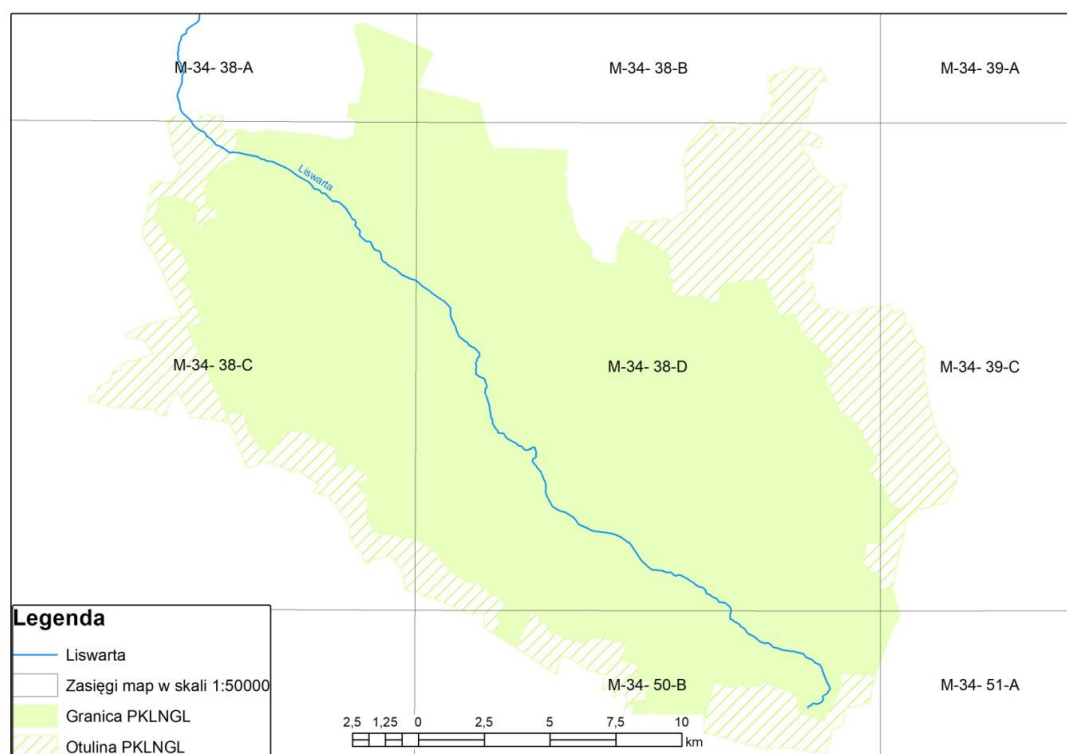 M-34- 38-A
M-34- 38-B
M-34- 39-A
Liswarta
M-34- 38-C
M-34- 38-D
M-34- 39-C
M-34- 50-B
M-34- 51-A
Legenda
Liswarta
Zasięgi map w skali 1:50000
Granica PKLNGL
Otulina PKLNGL
2,5 1,25 0 2,5 5 7,5 10
km